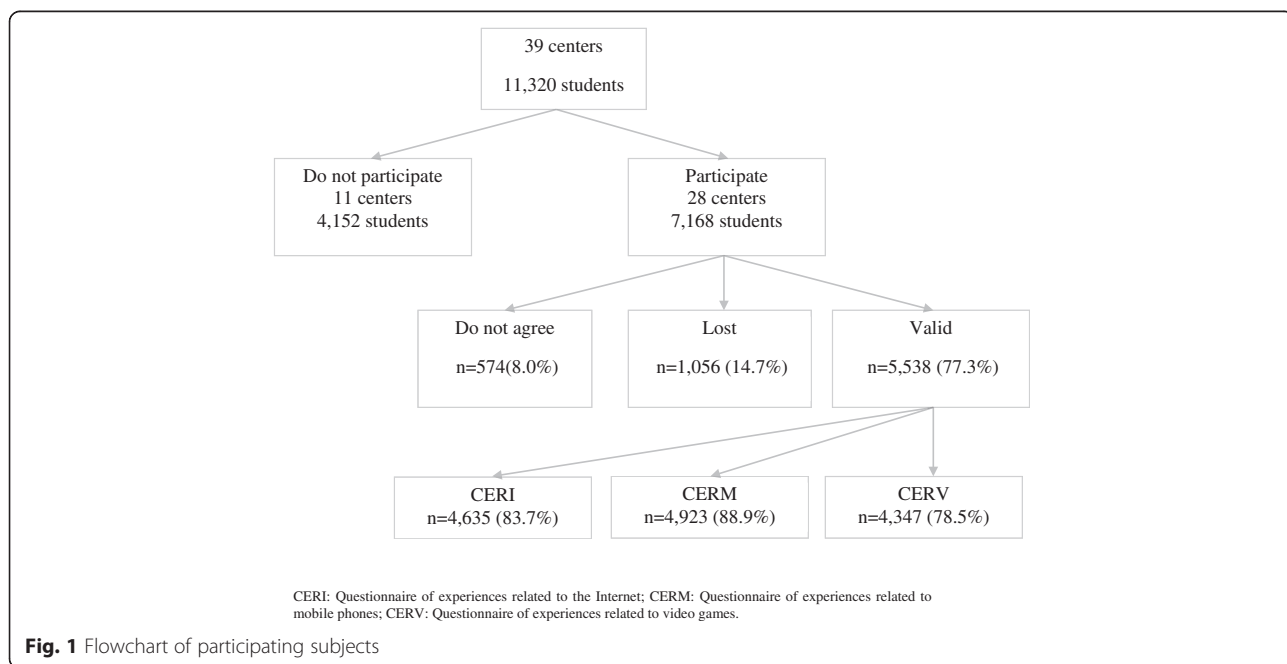 39 centers
11,320 students
Do not participate
11 centers
4,152 students
Participate
28 centers
7,168 students
Do not agree
n=574(8.0%)
Lost
n=1,056 (14.7%)
Valid
n=5,538 (77.3%)
CERI
n=4,635 (83.7%)
CERM
n=4,923 (88.9%)
CERV
n=4,347 (78.5%)
CERI: Questionnaire of experiences related to the Internet; CERM: Questionnaire of experiences related to
mobile phones; CERV: Questionnaire of experiences related to video games.
Fig. 1 Flowchart of participating subjects